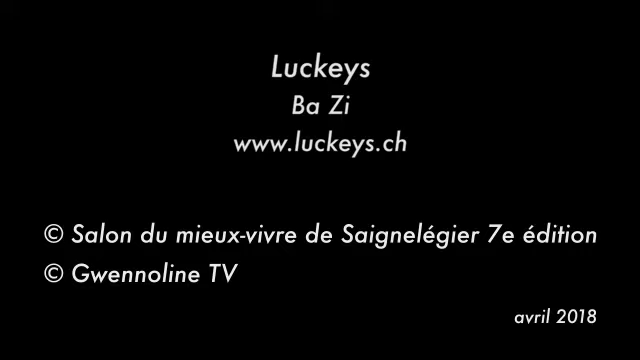 Luckeys
Ba Zi
www.luckeys.ch
© Salon du mieux-vivre de Saignelégier 7e édition
© Gwennoline TV
avril 2018